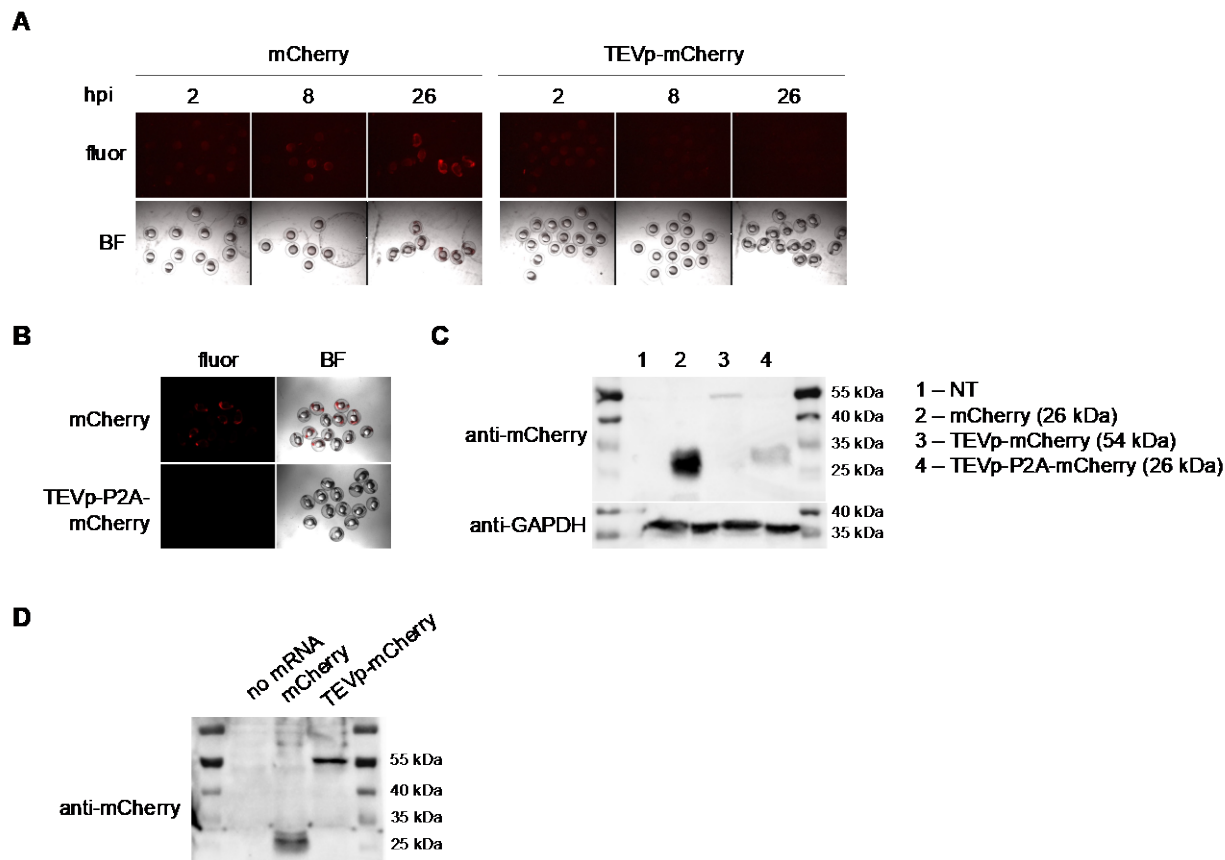 A
mCherry TEVp-mCherry
hpi 2 8 26 2 8 26
fluor
BF
B
fluor BF
mCherry
TEVp-P2A-
mCherry
C
1 2 3 4
anti-mCherry
55 kDa
40 kDa
35 kDa
25 kDa
anti-GAPDH
40 kDa
35 kDa
1 – NT
2 – mCherry (26 kDa)
3 – TEVp-mCherry (54 kDa)
4 – TEVp-P2A-mCherry (26 kDa)
D
no mRNA
mCherry
TEVp-mCherry
anti-mCherry
55 kDa
40 kDa
35 kDa
25 kDa